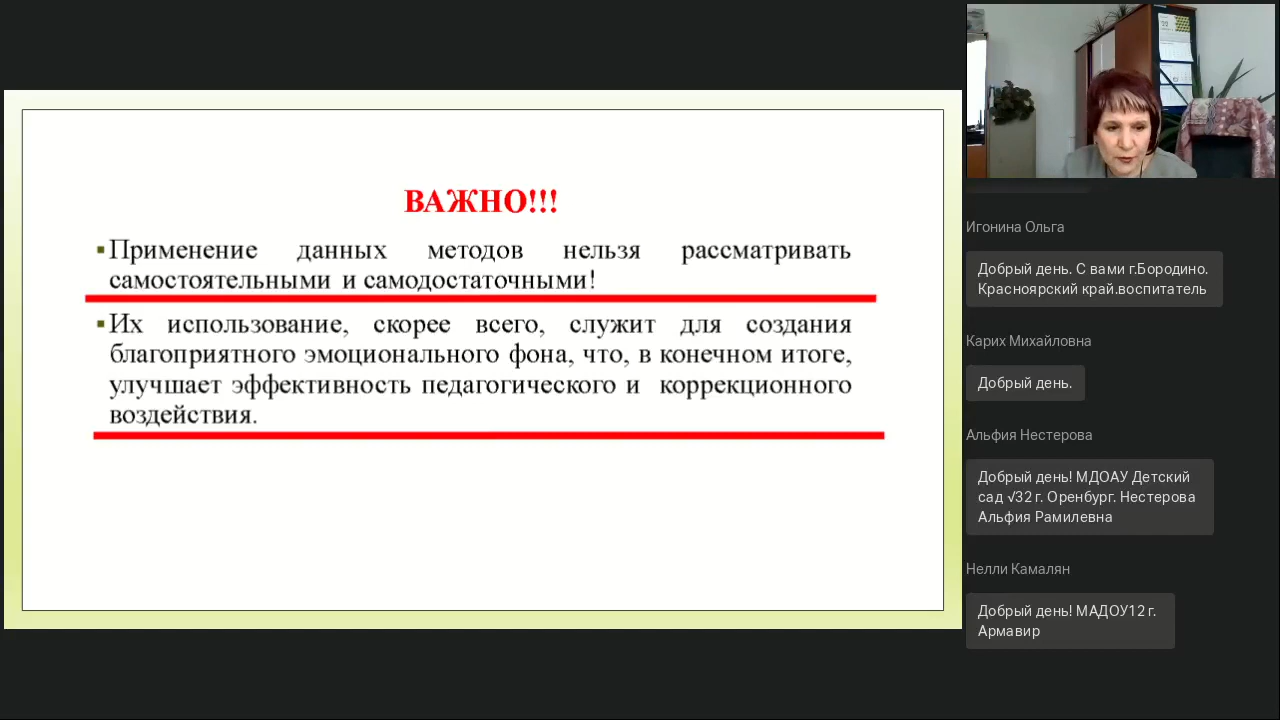 ВАЖНО!!!
Применение данных методов нельзя рассматривать
самостоятельными и самодостаточными!
Их использование, скорее всего, служит для создания
благоприятного эмоционального фона, что, в конечном итоге,
улучшает эффективность педагогического и коррекционного
воздействия.
Игонина Ольга
Добрый день. С вами г.Бородино.
Красноярский край.воспитатель
Карих Михайловна
Добрый день.
Альфия Нестерова
Добрый день! МДОАУ Детский
сад √32 г. Оренбург. Нестерова
Альфия Рамилевна
Нелли Камалян
Добрый день! МАДОУ12 г.
Армавир